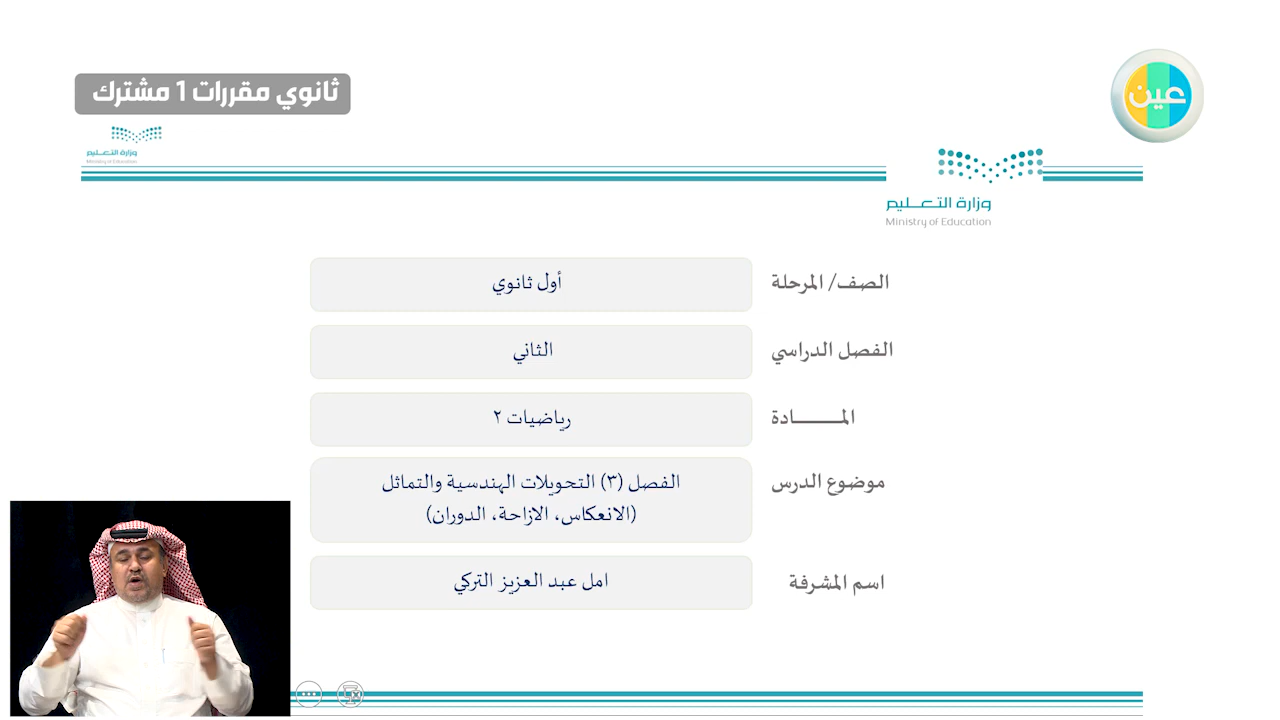 ثانوي مقررات 1 مشترك
عين
وزارة التعـليم
Ministry of Education
وزارة التعـليم
Ministry of Education
الصف/ المرحلة
أول ثانوي
الفصل الدراسي
الثاني
المــــــــادة
رياضيات ٢
موضوع الدرس
الفصل (٣) التحويلات الهندسية والتماثل
(الانعكاس، الازاحة، الدوران)
اسم المشرفة
امل عبد العزيز التركي